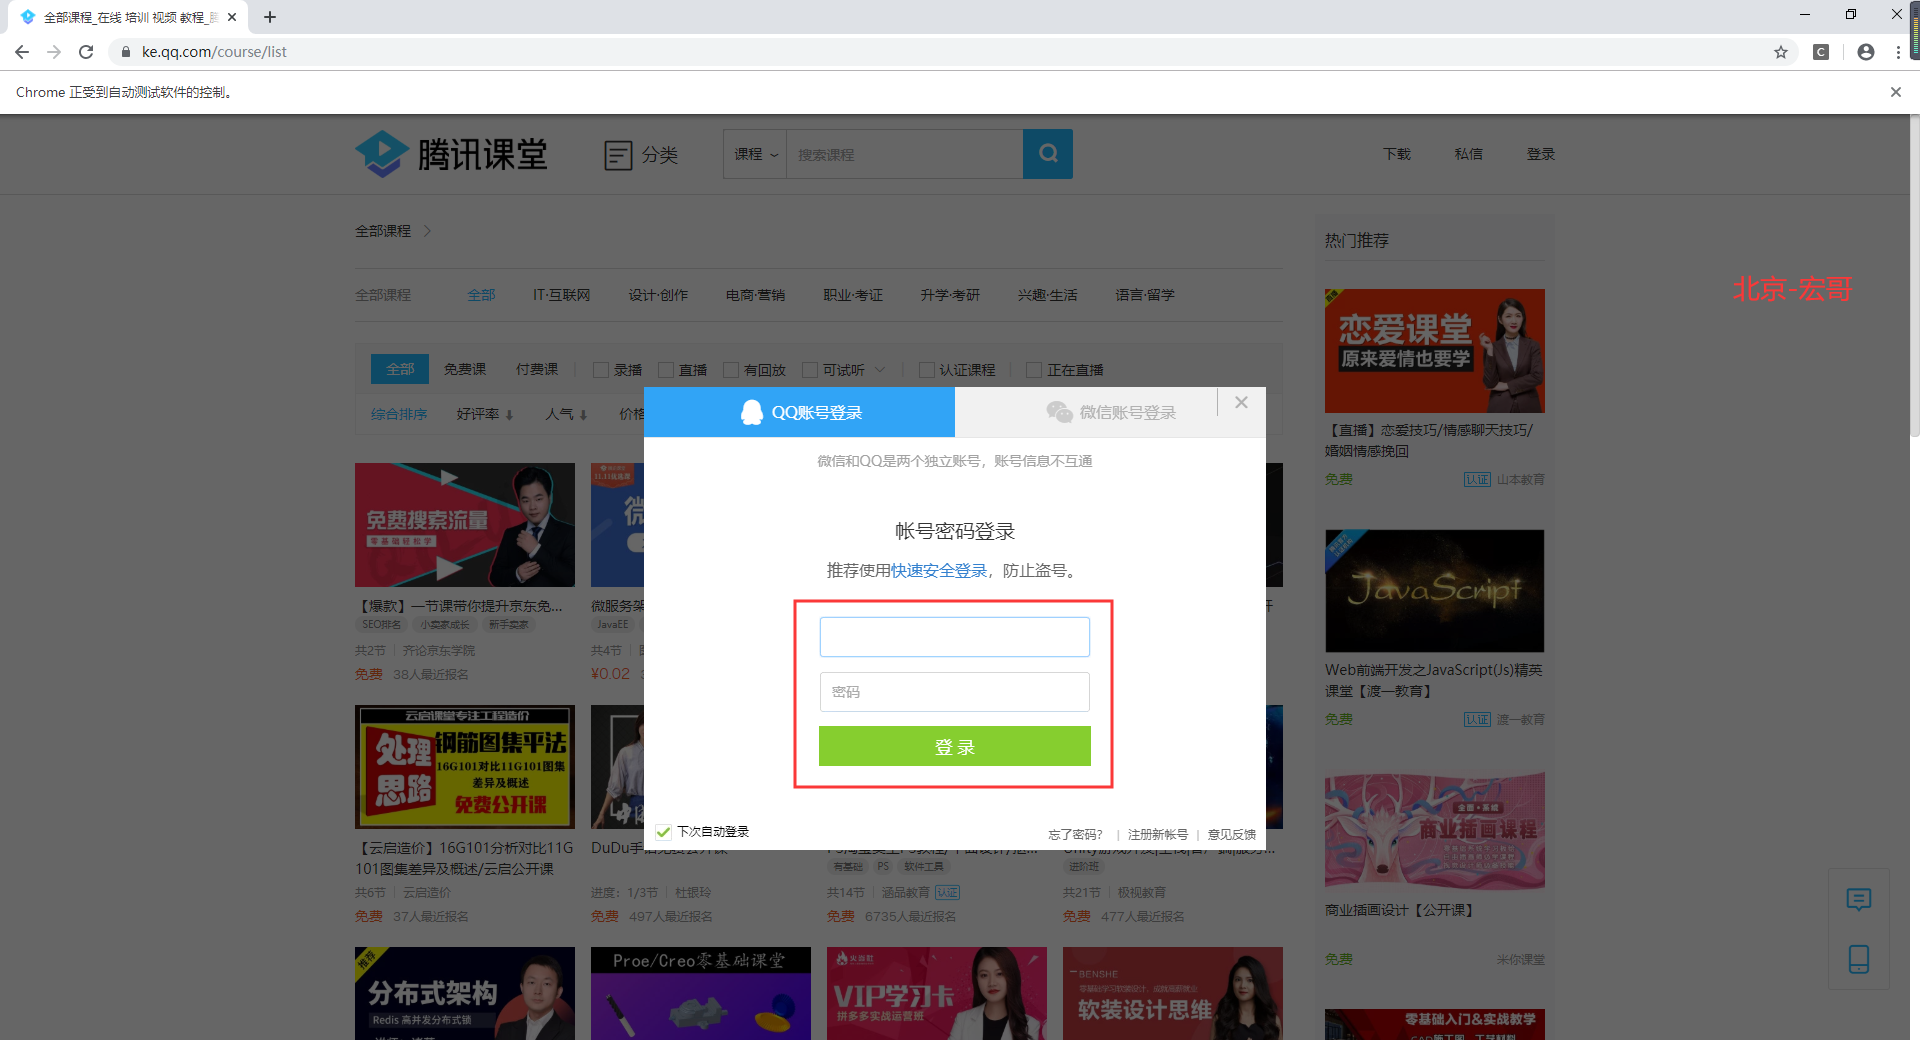 全部课程_在线 培训 视频 教程_
ke.qq.com/course/list
Chrome 正受到自动测试软件的控制。
腾讯课堂
分类
课程
搜索课程
下载
私信
登录
全部课程
热门推荐
北京-宏哥
全部课程
全部
IT·互联网
设计·创作
电商·营销
职业·考证
升学·考研
兴趣·生活
语言·留学
恋爱课堂
原来爱情也要学
全部
免费课
付费课
录播
直播
有回放
可试听
认证课程
正在直播
综合排序
好评率
人气
价格
QQ账号登录
微信账号登录
微信和QQ是两个独立账号，账号信息不互通
帐号密码登录
推荐使用快速安全登录，防止盗号。
密码
登 录
下次自动登录
忘了密码？
注册新帐号
意见反馈
【直播】恋爱技巧/情感聊天技巧/
婚姻情感挽回
免费
认证 山本教育
免费搜索流量
零基础轻松学
【爆款】一节课带你提升京东免...
微服务架
SEO排名
小卖家成长
新手卖家
JavaEE
共2节
齐论京东学院
共4节
免费 38人最近报名
¥0.02
JavaScript
Web前端开发之JavaScript(Js)精英
课堂【渡一教育】
免费
认证 渡一教育
云启课堂专注工程造价
处理
思路
钢筋图集平法
16G101对比11G101图集
差异及概述
免费公开课
【云启造价】16G101分析对比11G
101图集差异及概述/云启公开课
共6节
云启造价
免费 37人最近报名
进度：1/3节
杜银玲
免费 497人最近报名
有基础
PS
软件工具
共14节
涵品教育 认证
免费 6735人最近报名
进阶班
共21节
极视教育
免费 477人最近报名
全面·系统
商业插画课程
商业插画设计【公开课】
免费
米你课堂
推荐
分布式架构
Redis 高并发分布式锁
Proe/Creo零基础课堂
VIP学习卡
拼多多实战运营班
BENSHE
软装设计思维
零基础入门&实战教学